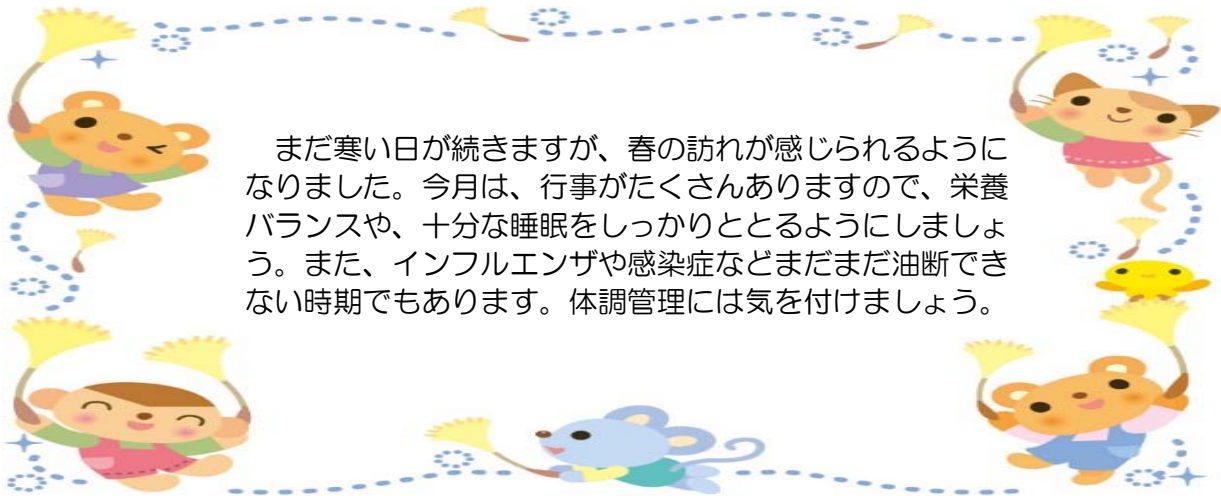 まだ寒い日が続きますが、春の訪れが感じられるように
なりました。今月は、行事がたくさんありますので、栄養
バランスや、十分な睡眠をしっかりととるようにしましょ
う。また、インフルエンザや感染症などまだまだ油断でき
ない時期でもあります。体調管理には気を付けましょう。